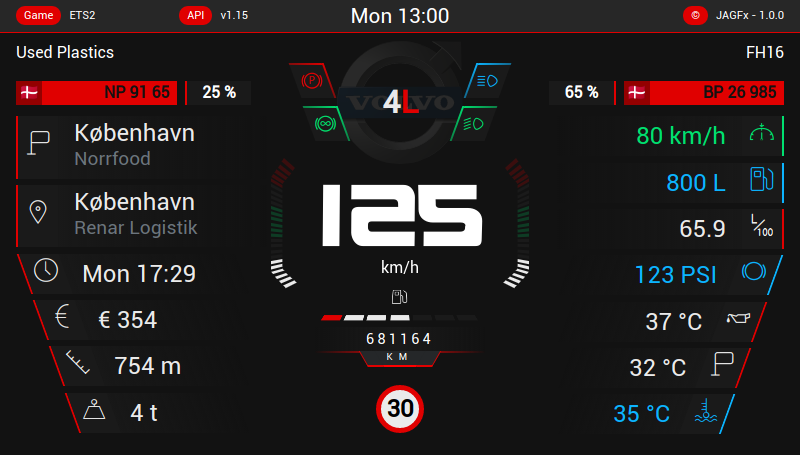 Game ETS2 API v1.15 Mon 13:00 © JAGFx - 1.0.0
Used Plastics FH16
NP 91 65 25 % 65 % BP 26 985
VOLVO
4L
København
Norrfood
København
Renar Logistik
Mon 17:29
€ 354
754 m
4 t
125
km/h
681164
KM
30
80 km/h
800 L
65.9 L/100
123 PSI
37 °C
32 °C
35 °C